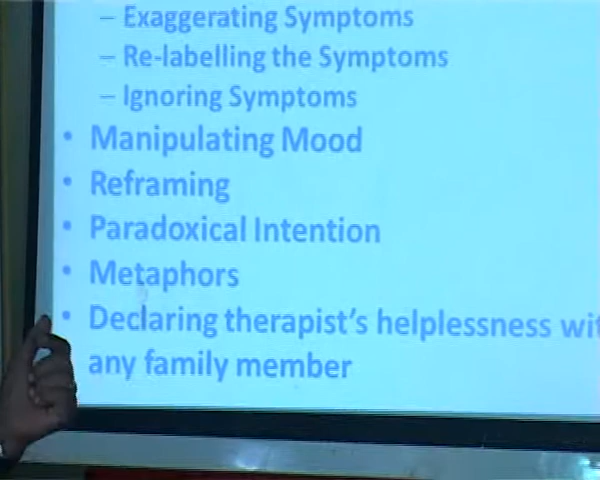 – Exaggerating Symptoms
– Re-labelling the Symptoms
– Ignoring Symptoms
• Manipulating Mood
• Reframing
• Paradoxical Intention
• Metaphors
• Declaring therapist's helplessness
any family member